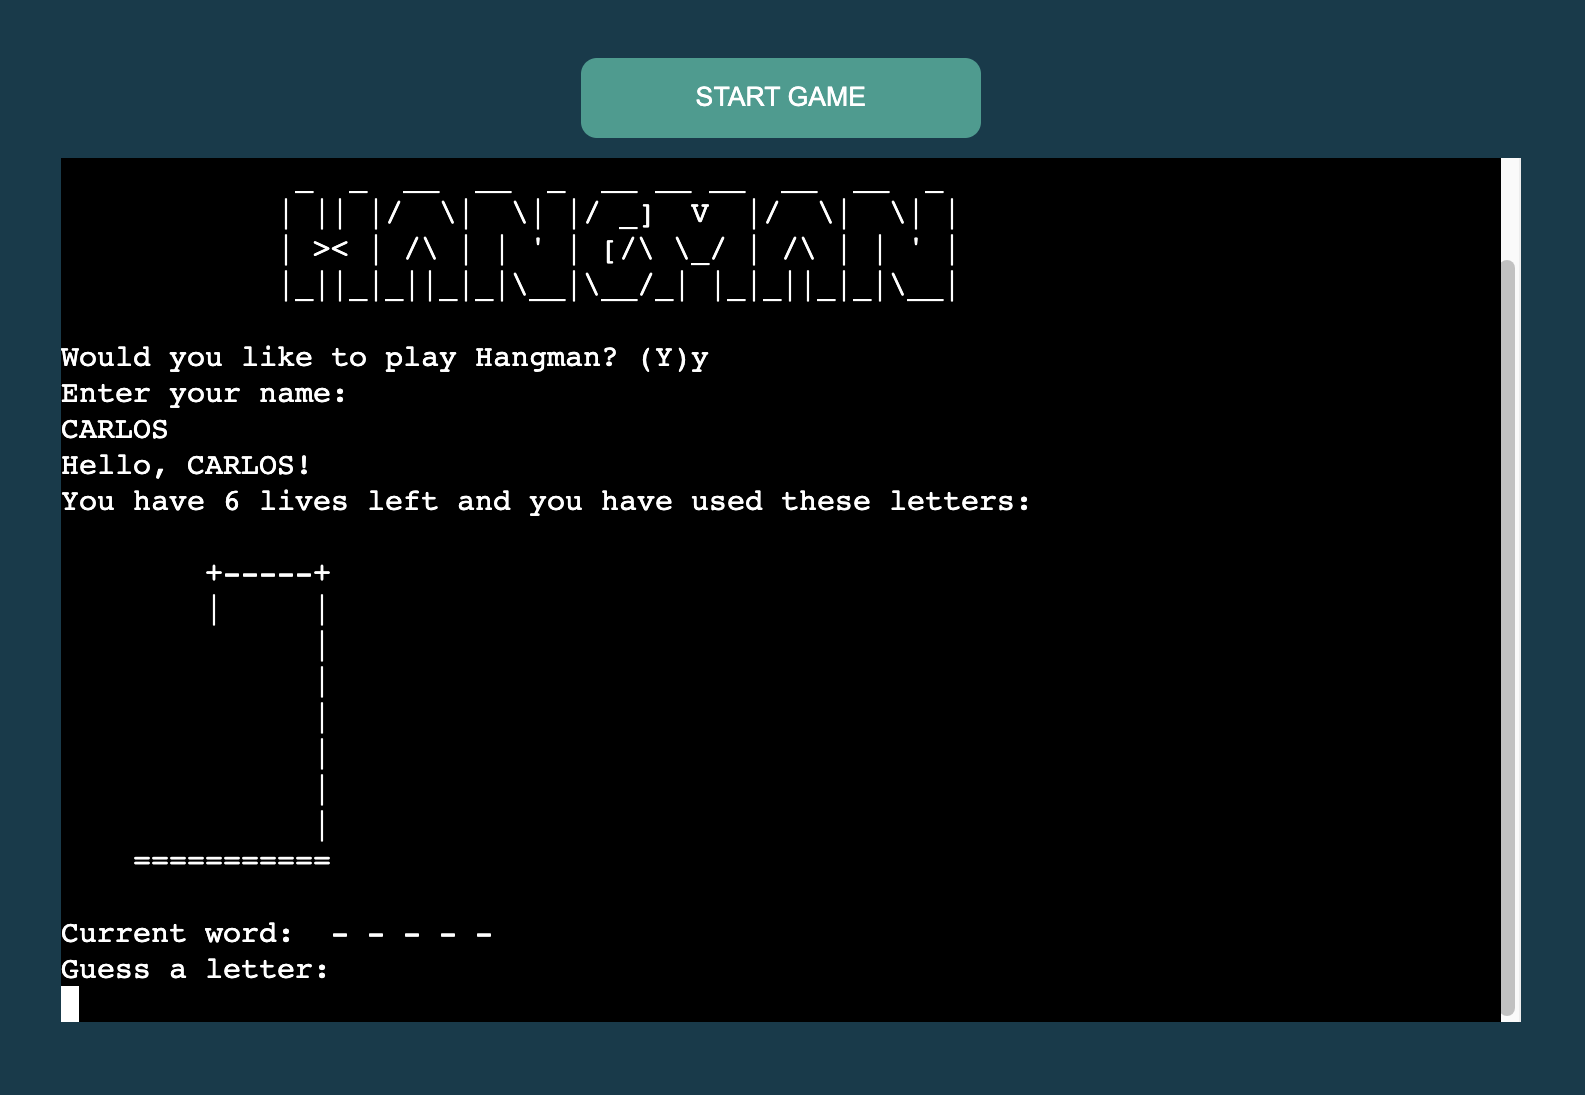 START GAME
HANGMAN
Would you like to play Hangman? (Y)y
Enter your name:
CARLOS
Hello, CARLOS!
You have 6 lives left and you have used these letters:
+-----+
===========
Current word:  - - - - -
Guess a letter: